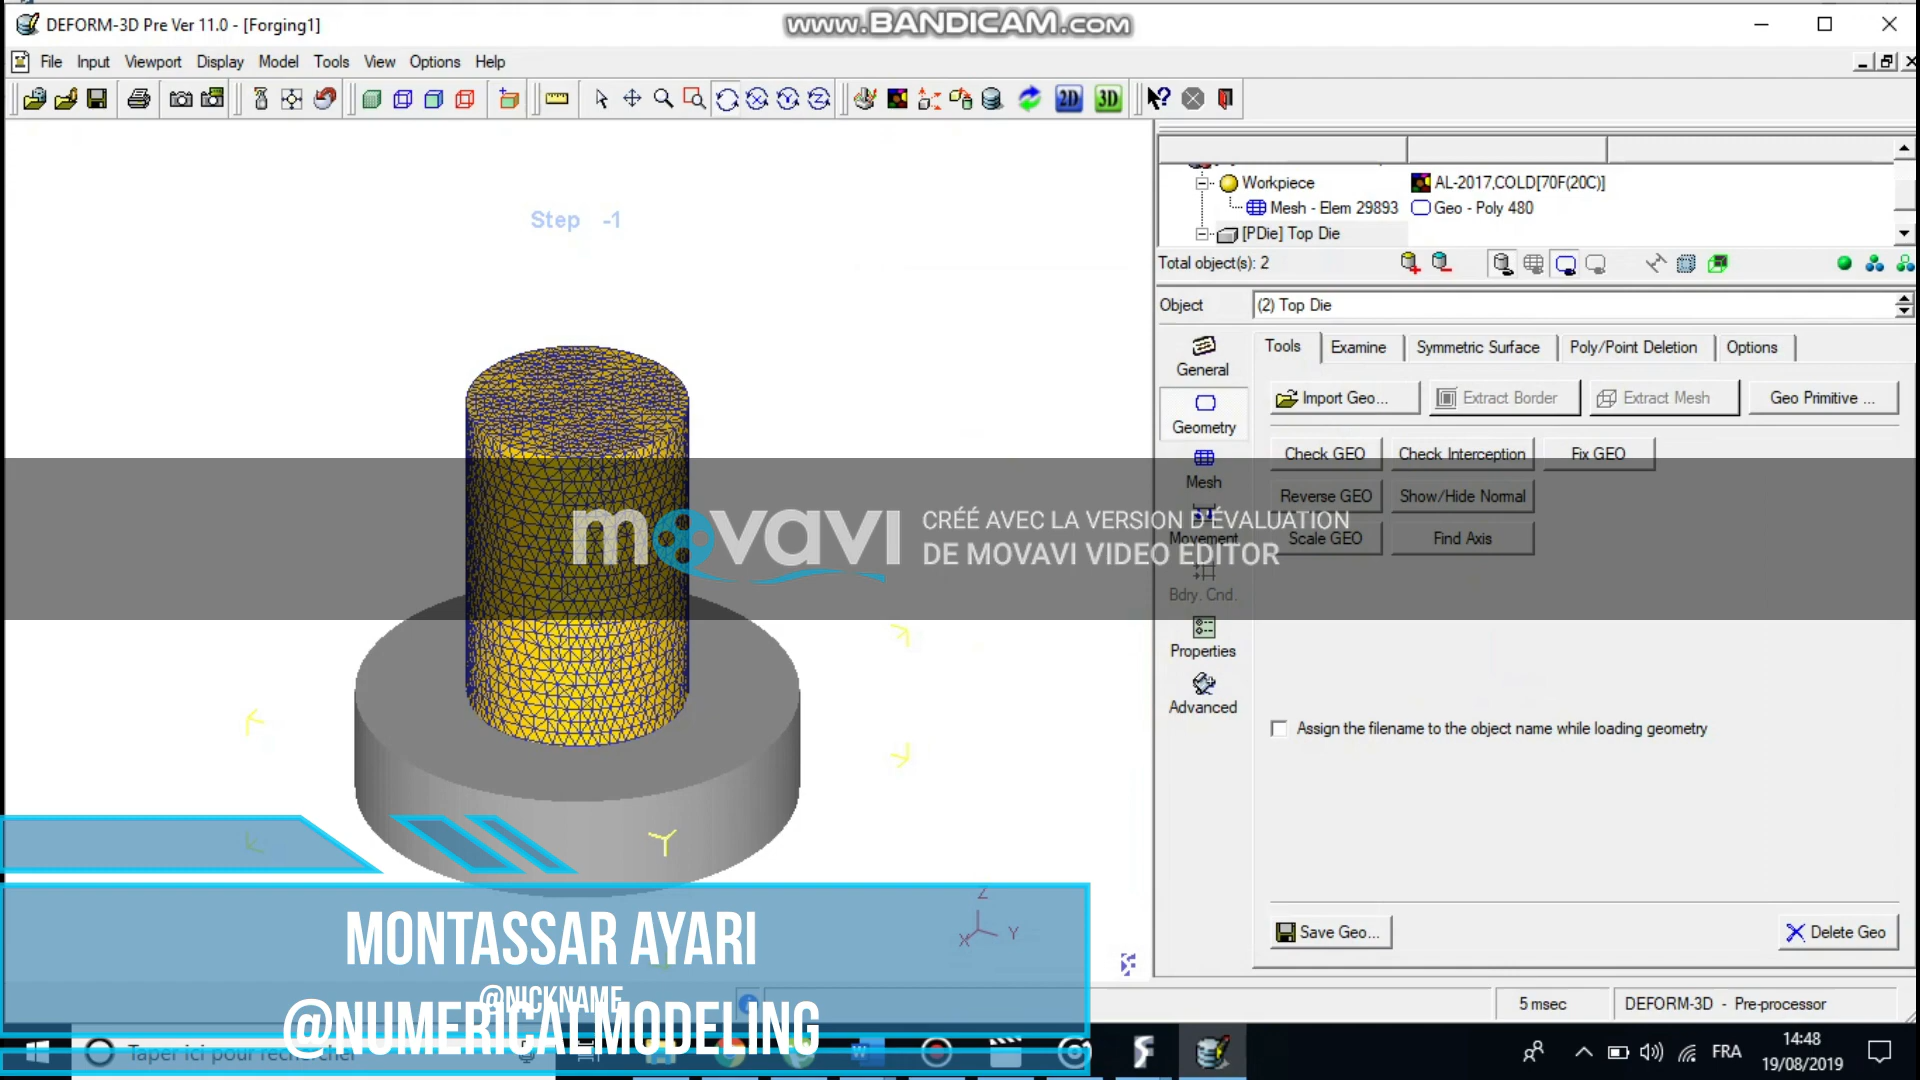 DEFORM-3D Pre Ver 11.0 - [Forging1]
www.BANDICAM.com
File Input Viewport Display Model Tools View Options Help
2D 3D
Step -1
Workpiece AL-2017,COLD[70F(20C)]
Mesh - Elem 29893 Geo - Poly 480
[PDie] Top Die
Total object(s): 2
Object (2) Top Die
General
Geometry
Mesh
Movement
Bdry. Cnd.
Properties
Advanced
Tools Examine Symmetric Surface Poly/Point Deletion Options
Import Geo... Extract Border Extract Mesh Geo Primitive ...
Check GEO Check Interception Fix GEO
Reverse GEO Show/Hide Normal
Scale GEO Find Axis
movavi
CRÉÉ AVEC LA VERSION D'ÉVALUATION
DE MOVAVI VIDEO EDITOR
Assign the filename to the object name while loading geometry
Save Geo... Delete Geo
Z
X Y
MONTASSAR AYARI
@NICKNAME
@NUMERICALMODELING
5 msec DEFORM-3D - Pre-processor
Taper ici pour rechercher
FRA
14:48
19/08/2019